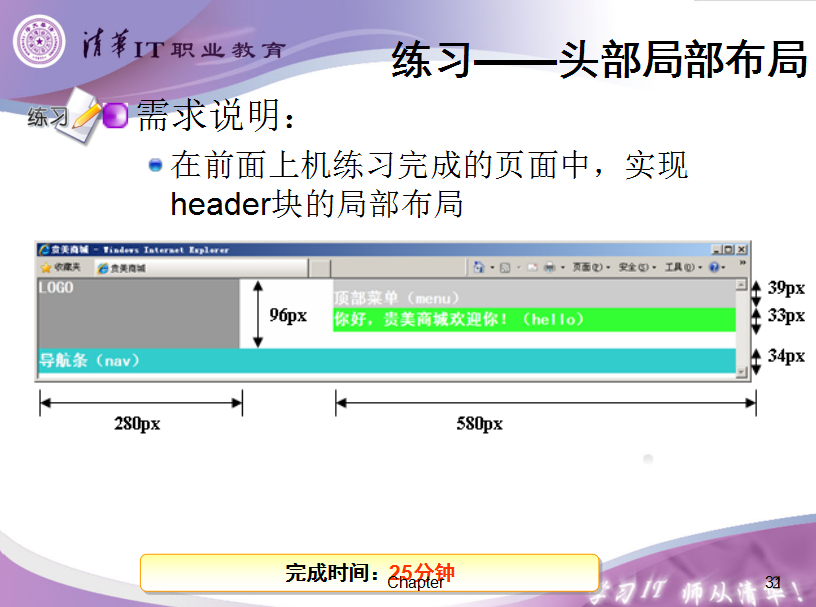 清华IT职业教育
练习——头部局部布局
练习
需求说明：
在前面上机练习完成的页面中，实现
header块的局部布局
贵美商城 - Windows Internet Explorer
收藏夹 贵美商城 页面(P) 安全(S) 工具(O)
LOGO
顶部菜单（menu）
39px
96px
你好，贵美商城欢迎你！（hello）
33px
导航条（nav）
34px
280px
580px
完成时间：25分钟
Chapter
学习IT 师从清华！